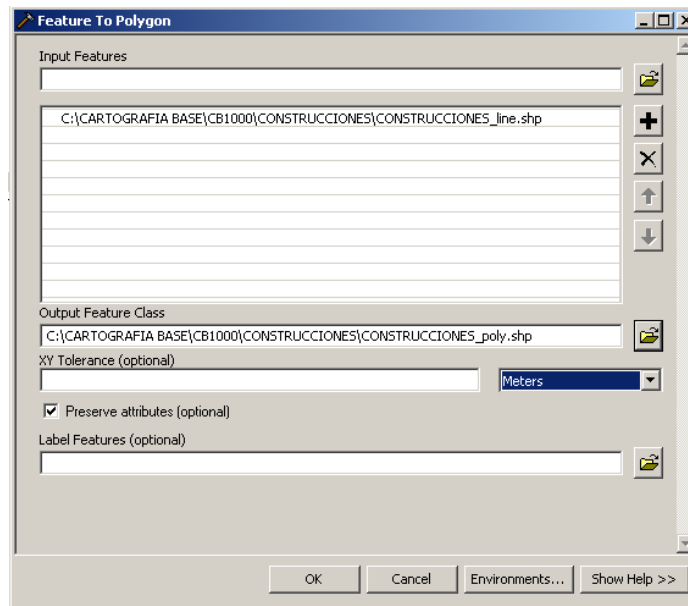 Feature To Polygon
Input Features
C:\CARTOGRAFIA BASE\CB1000\CONSTRUCCIONES\CONSTRUCCIONES_line.shp
Output Feature Class
C:\CARTOGRAFIA BASE\CB1000\CONSTRUCCIONES\CONSTRUCCIONES_poly.shp
XY Tolerance (optional)
Meters
Preserve attributes (optional)
Label Features (optional)
OK Cancel Environments... Show Help >>